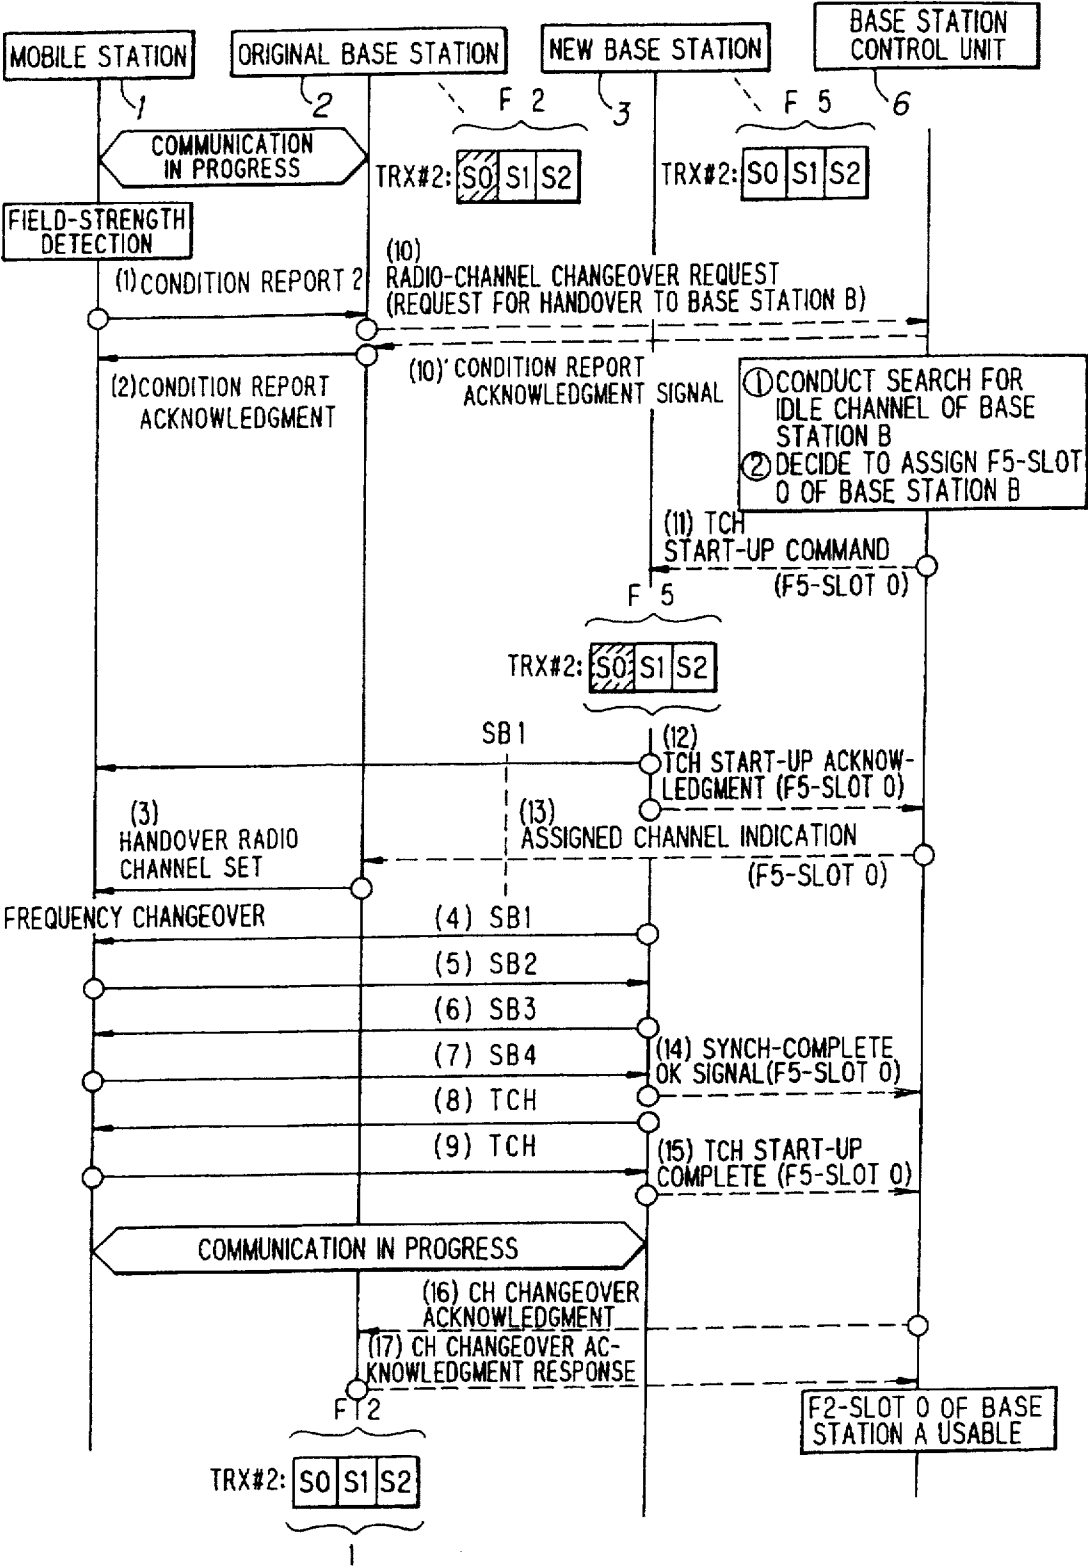 MOBILE STATION
ORIGINAL BASE STATION
NEW BASE STATION
BASE STATION
CONTROL UNIT
1
2
3
6
F 2
F 5
COMMUNICATION
IN PROGRESS
TRX#2: S0 S1 S2
TRX#2: S0 S1 S2
FIELD-STRENGTH
DETECTION
(1) CONDITION REPORT 2
(10)
RADIO-CHANNEL CHANGEOVER REQUEST
(REQUEST FOR HANDOVER TO BASE STATION B)
(2) CONDITION REPORT
ACKNOWLEDGMENT
(10)' CONDITION REPORT
ACKNOWLEDGMENT SIGNAL
① CONDUCT SEARCH FOR
IDLE CHANNEL OF BASE
STATION B
② DECIDE TO ASSIGN F5-SLOT
0 OF BASE STATION B
(11) TCH
START-UP COMMAND
(F5-SLOT 0)
F 5
TRX#2: S0 S1 S2
SB1
(12)
TCH START-UP ACKNOW-
LEDGMENT (F5-SLOT 0)
(3)
HANDOVER RADIO
CHANNEL SET
(13)
ASSIGNED CHANNEL INDICATION
(F5-SLOT 0)
FREQUENCY CHANGEOVER
(4) SB1
(5) SB2
(6) SB3
(7) SB4
(14) SYNCH-COMPLETE
OK SIGNAL(F5-SLOT 0)
(8) TCH
(9) TCH
(15) TCH START-UP
COMPLETE (F5-SLOT 0)
COMMUNICATION IN PROGRESS
(16) CH CHANGEOVER
ACKNOWLEDGMENT
(17) CH CHANGEOVER AC-
KNOWLEDGMENT RESPONSE
F 2
F2-SLOT 0 OF BASE
STATION A USABLE
TRX#2: S0 S1 S2
1